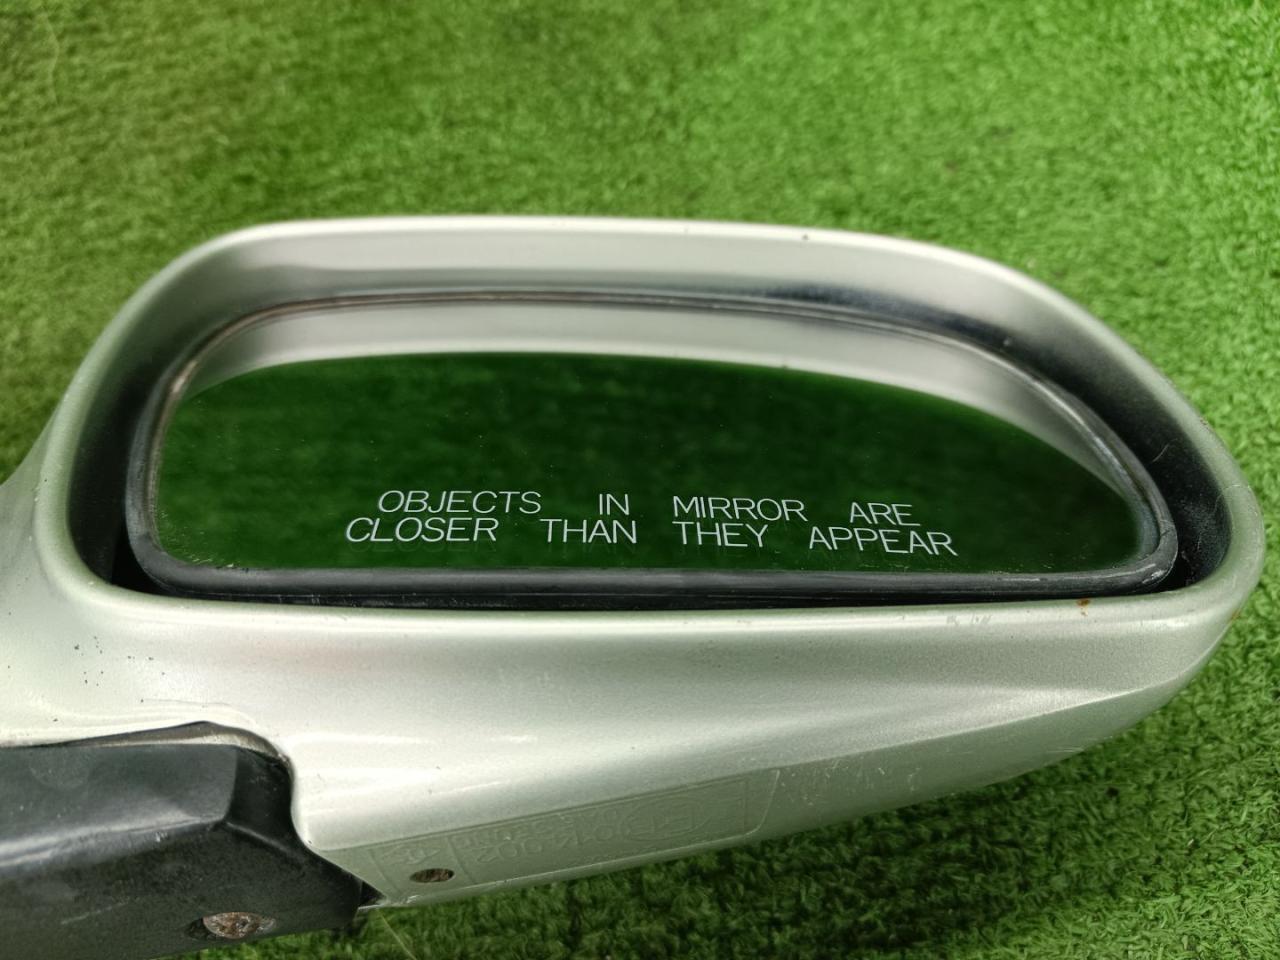 OBJECTS IN MIRROR ARE
CLOSER THAN THEY APPEAR